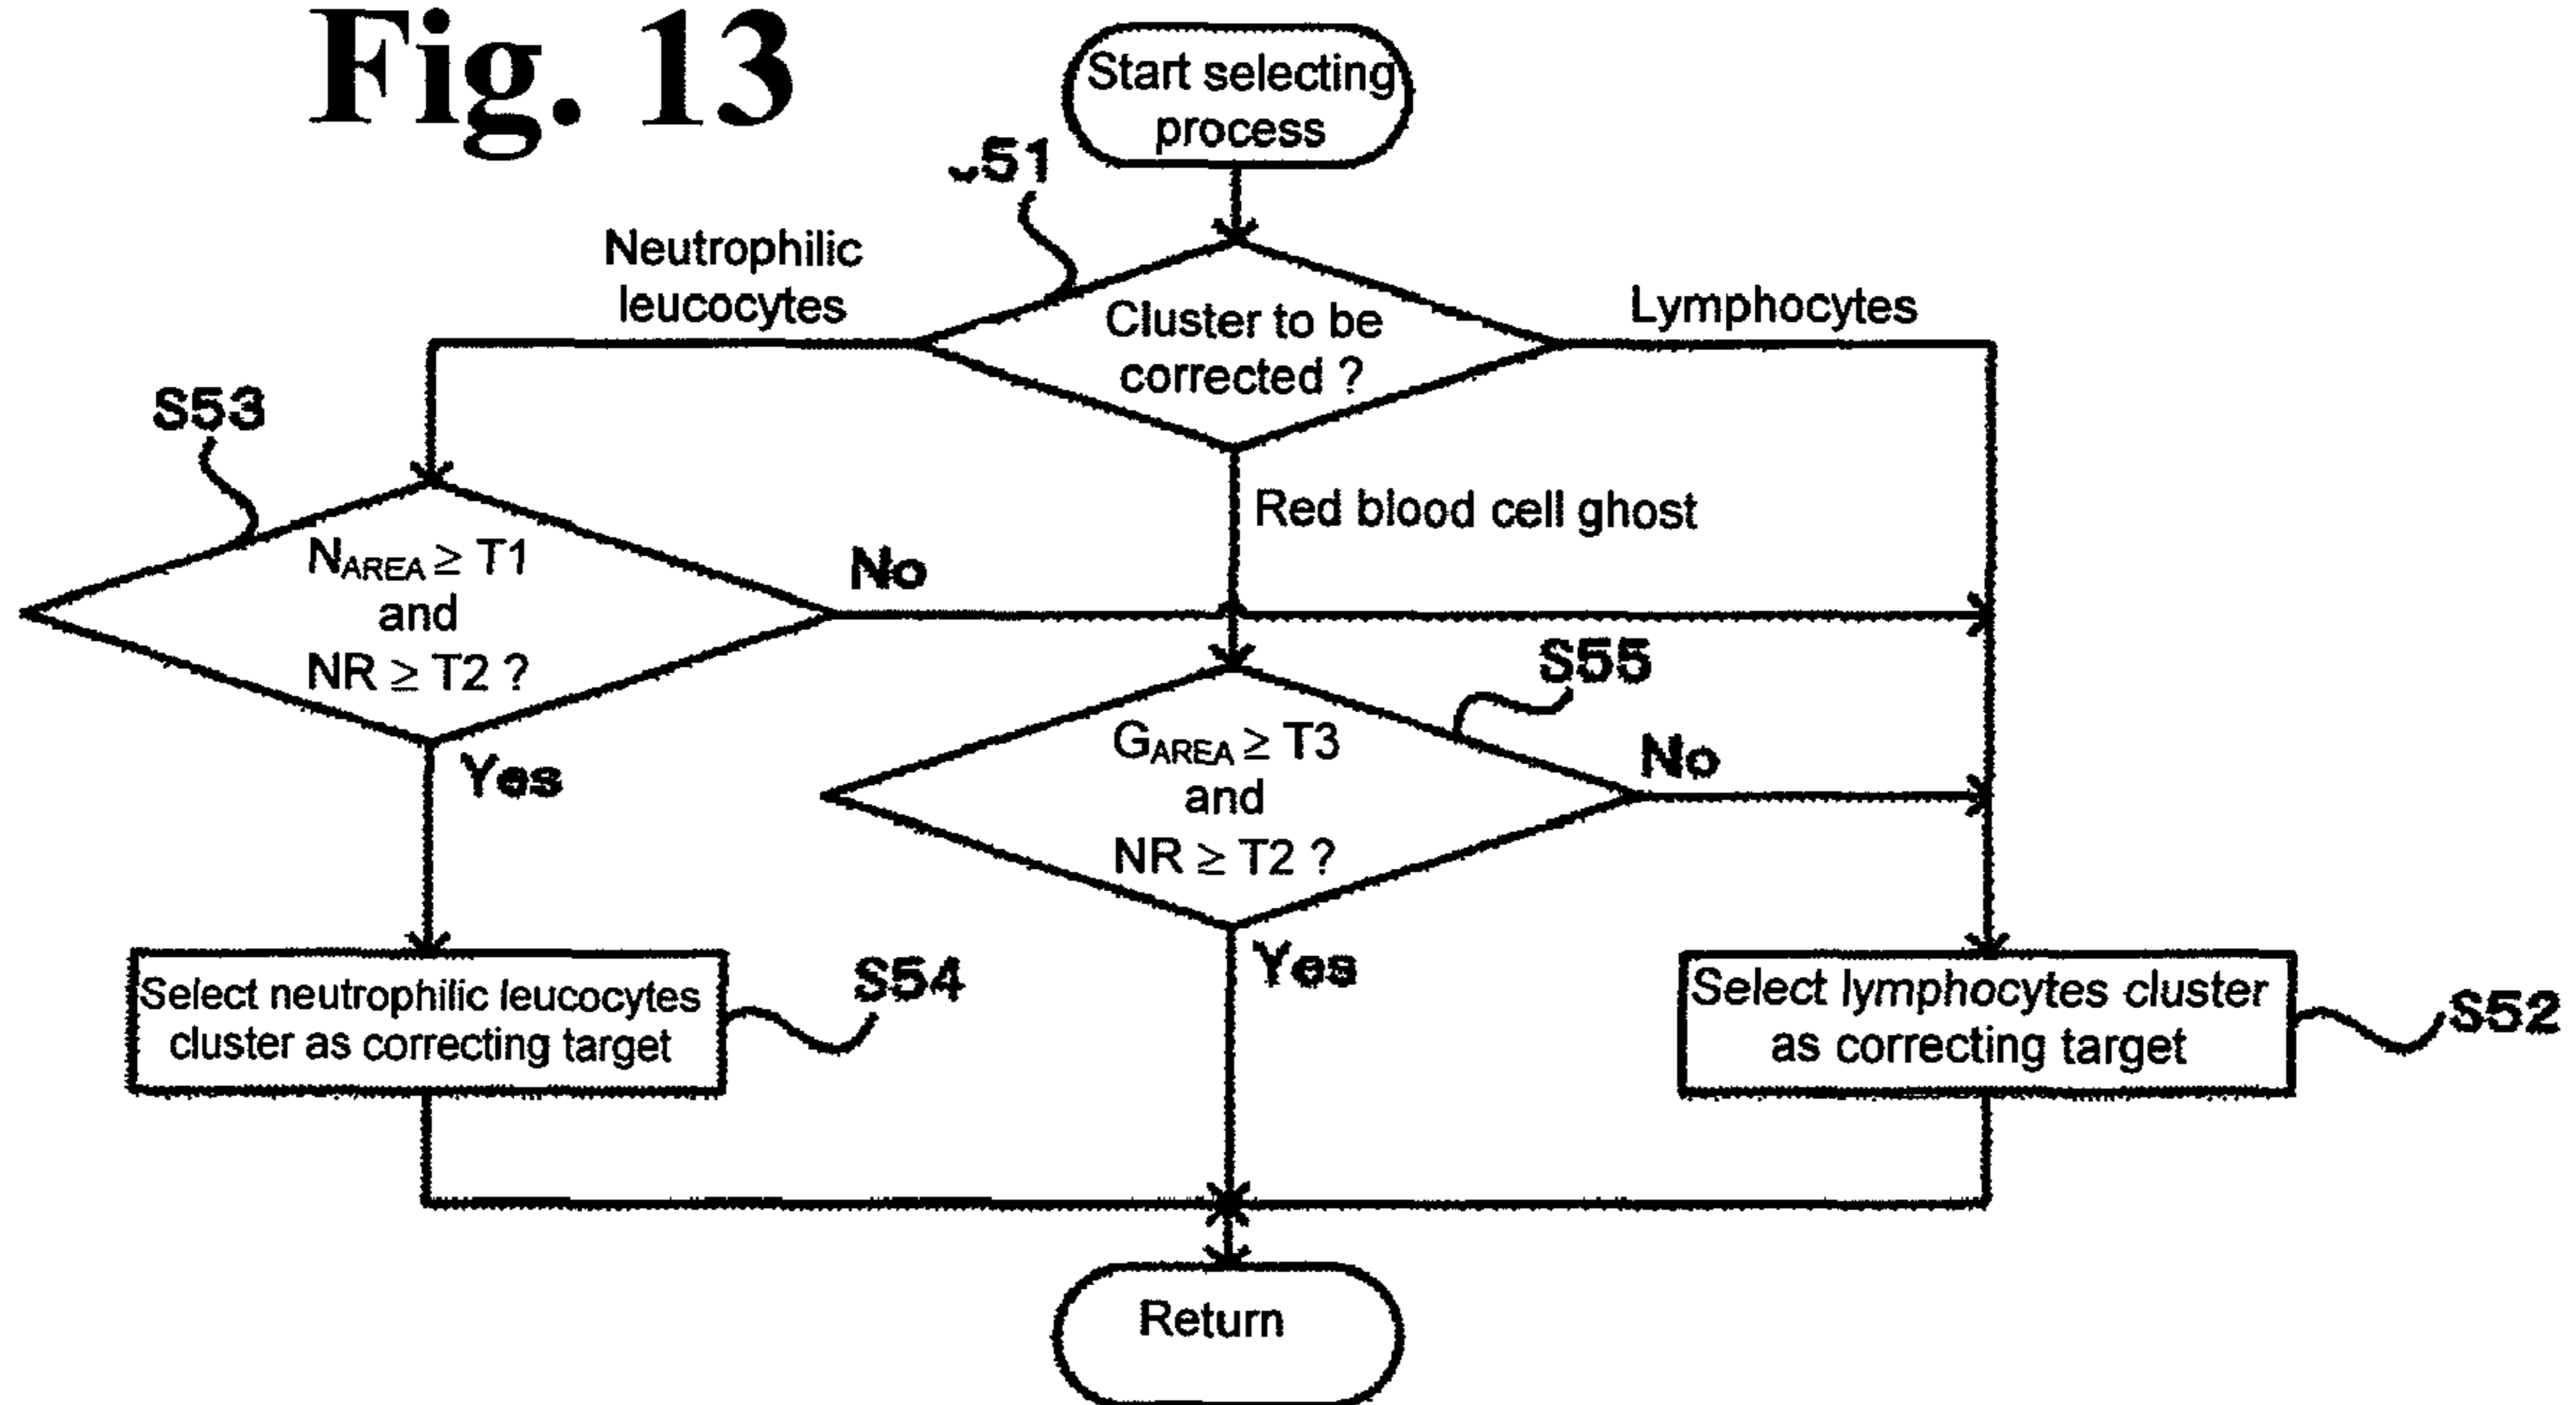 Fig. 13
Start selecting
process
51
Neutrophilic
leucocytes
Cluster to be
corrected ?
Lymphocytes
S53
Red blood cell ghost
N_AREA ≥ T1
and
NR ≥ T2 ?
No
Yes
S55
G_AREA ≥ T3
and
NR ≥ T2 ?
No
Yes
Select neutrophilic leucocytes
cluster as correcting target
S54
Select lymphocytes cluster
as correcting target
S52
Return